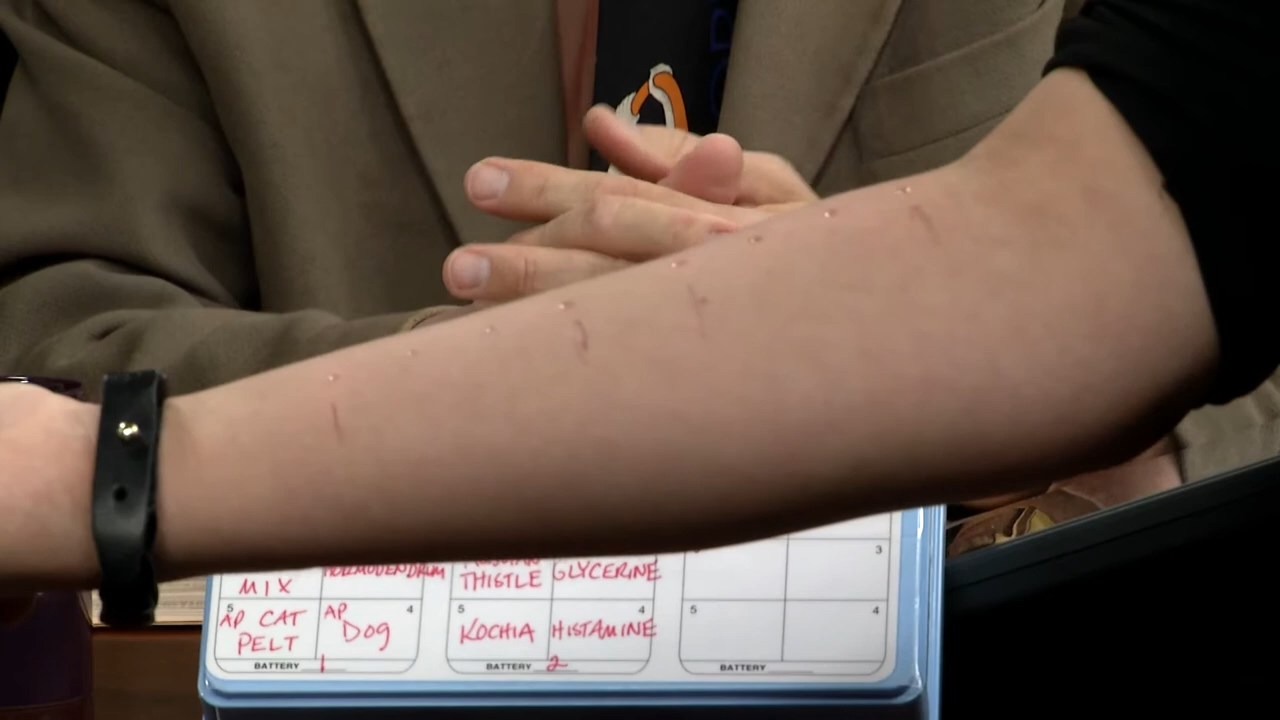 3
MIX
HORMODENDRUM
THISTLE
GLYCERINE
5
AP CAT
PELT
4
AP
Dog
5
KOCHIA
4
HISTAMINE
5
4
BATTERY 1
BATTERY 2
BATTERY